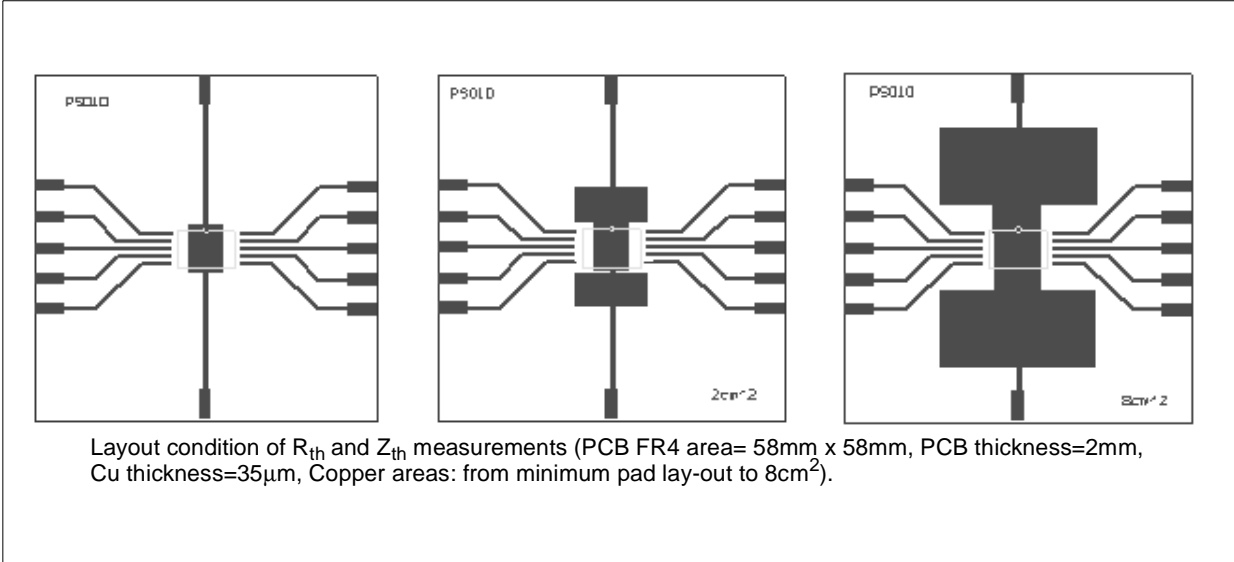 PSO10
PSO10
PSO10
2cm^2
8cm^2
Layout condition of Rth and Zth measurements (PCB FR4 area= 58mm x 58mm, PCB thickness=2mm,
Cu thickness=35μm, Copper areas: from minimum pad lay-out to 8cm²).